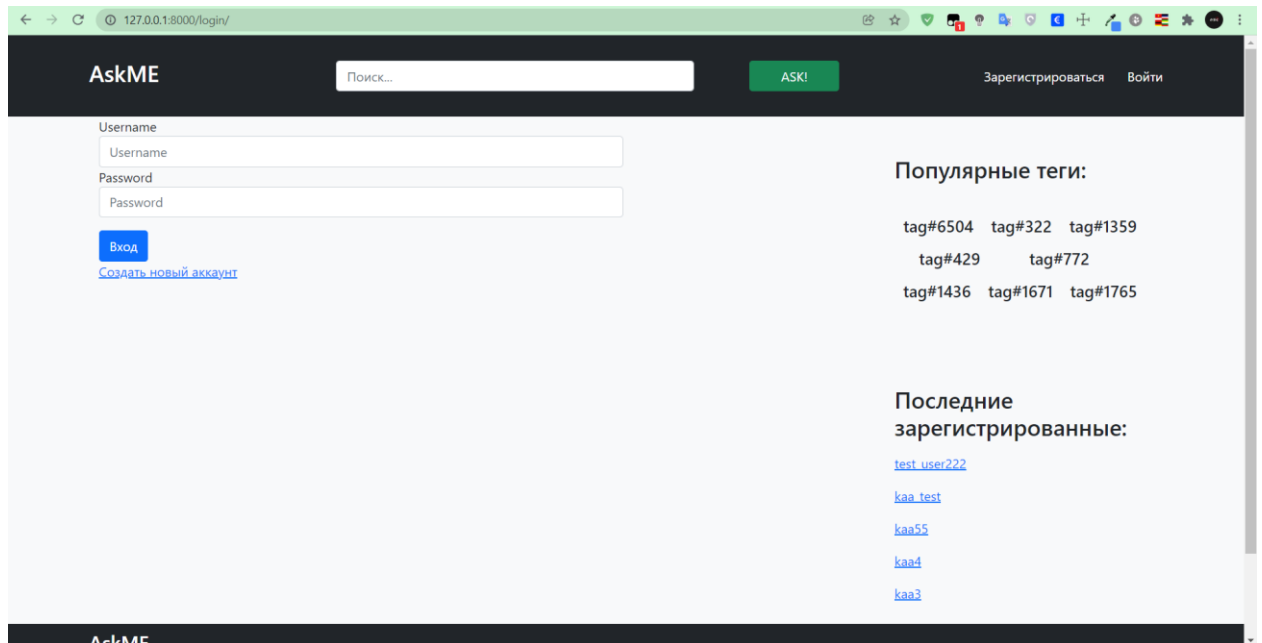 127.0.0.1:8000/login/
1
AskME
Поиск...
ASK!
Зарегистрироваться Войти
Username
Username
Password
Password
Вход
Создать новый аккаунт
Популярные теги:
tag#6504 tag#322 tag#1359
tag#429 tag#772
tag#1436 tag#1671 tag#1765
Последние
зарегистрированные:
test_user222
kaa_test
kaa55
kaa4
kaa3
AskME